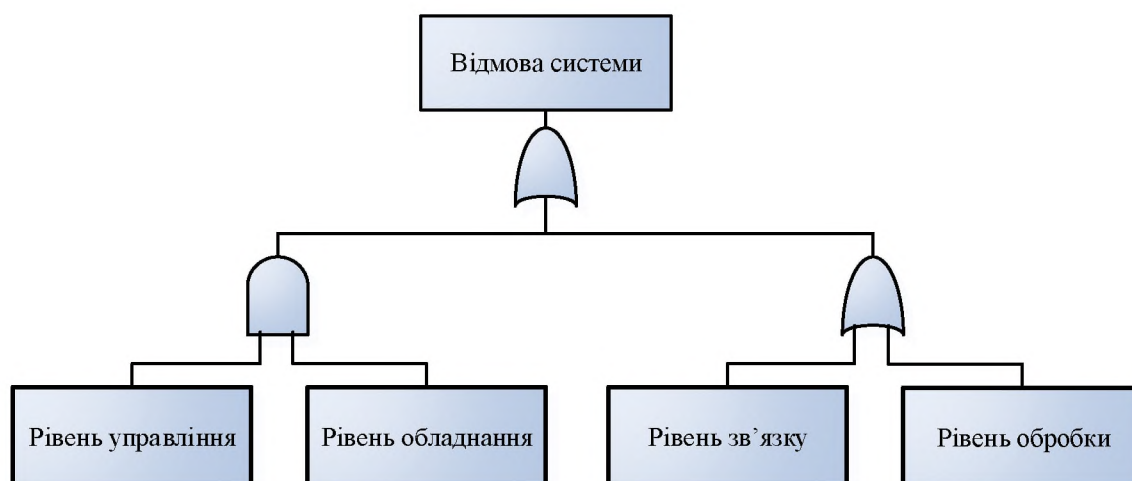 Відмова системи
Рівень управління
Рівень обладнання
Рівень зв’язку
Рівень обробки